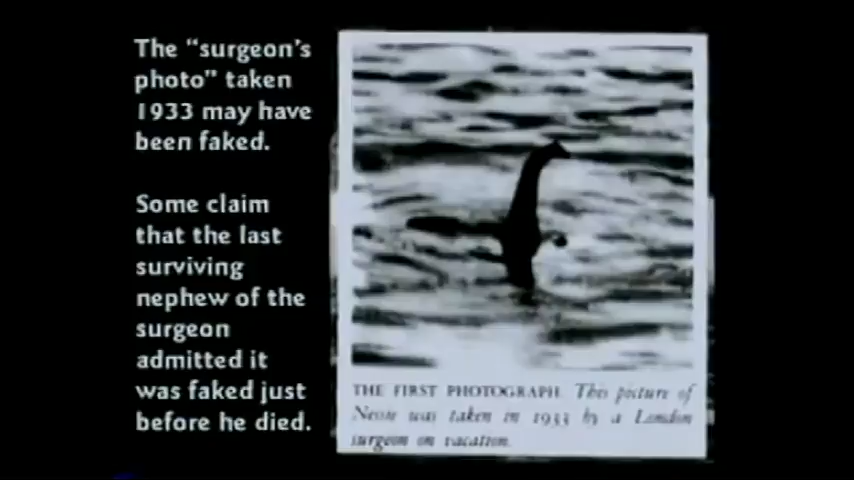 The “surgeon’s
photo” taken
1933 may have
been faked.
Some claim
that the last
surviving
nephew of the
surgeon
admitted it
was faked just
before he died.
THE FIRST PHOTOGRAPH. This picture of
Nessie was taken in 1933 by a London
surgeon on vacation.